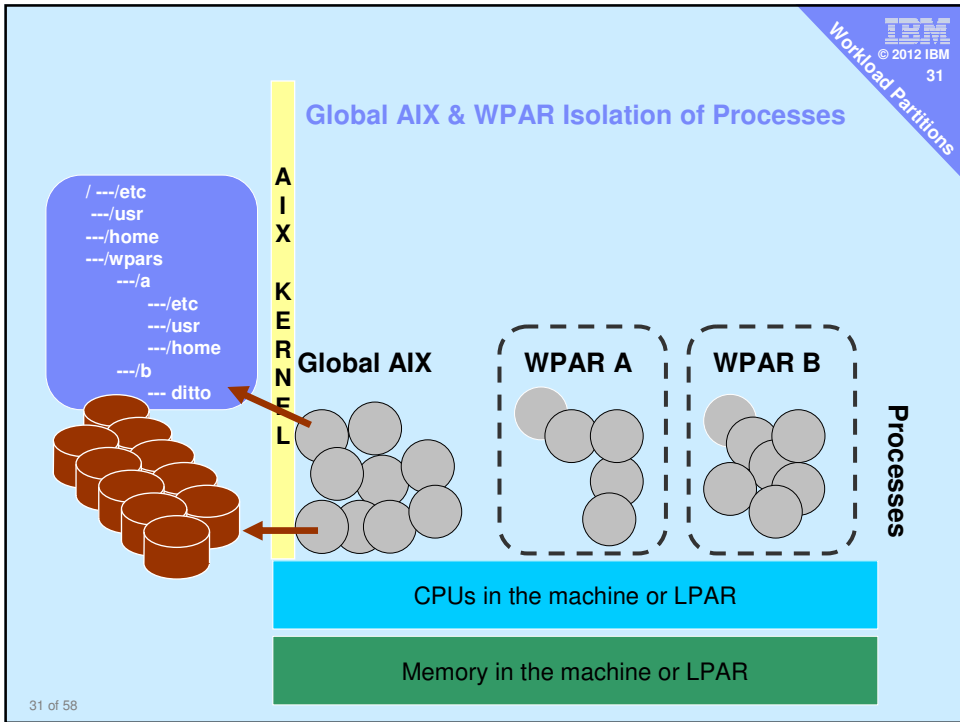 IBM
© 2012 IBM
31
Workload Partitions
Global AIX & WPAR Isolation of Processes
/ ---/etc
---/usr
---/home
---/wpars
---/a
---/etc
---/usr
---/home
---/b
--- ditto
AIX KERNEL
Global AIX
WPAR A
WPAR B
Processes
CPUs in the machine or LPAR
Memory in the machine or LPAR
31 of 58